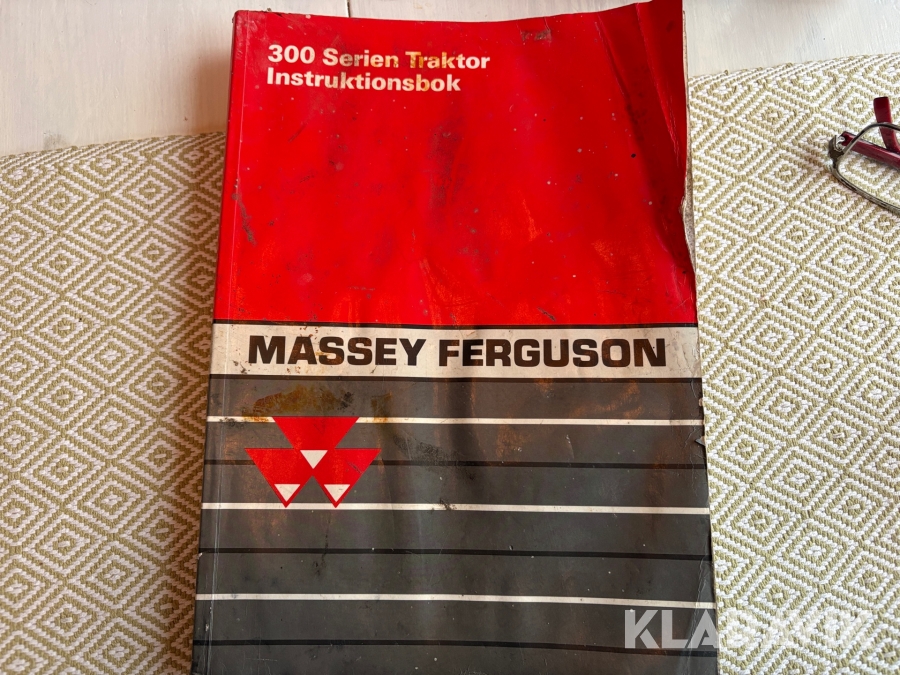 300 Serien Traktor
Instruktionsbok
MASSEY FERGUSON